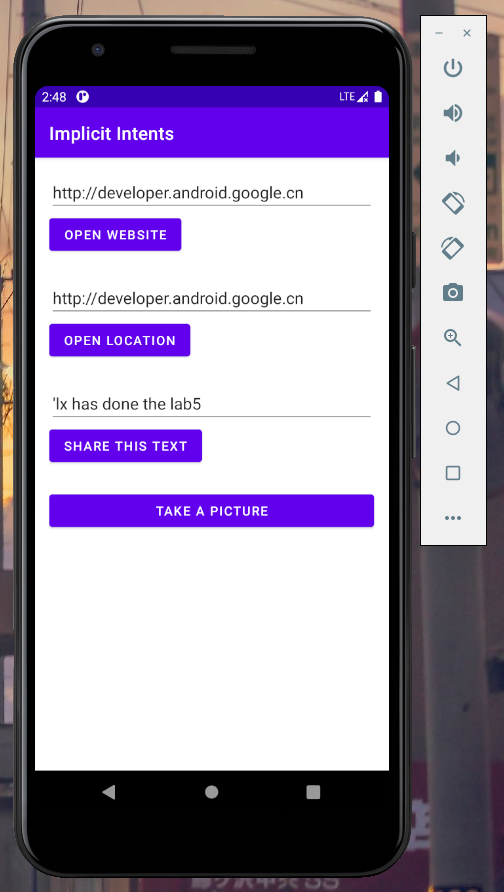 2:48
LTE
Implicit Intents
http://developer.android.google.cn
OPEN WEBSITE
http://developer.android.google.cn
OPEN LOCATION
'lx has done the lab5
SHARE THIS TEXT
TAKE A PICTURE